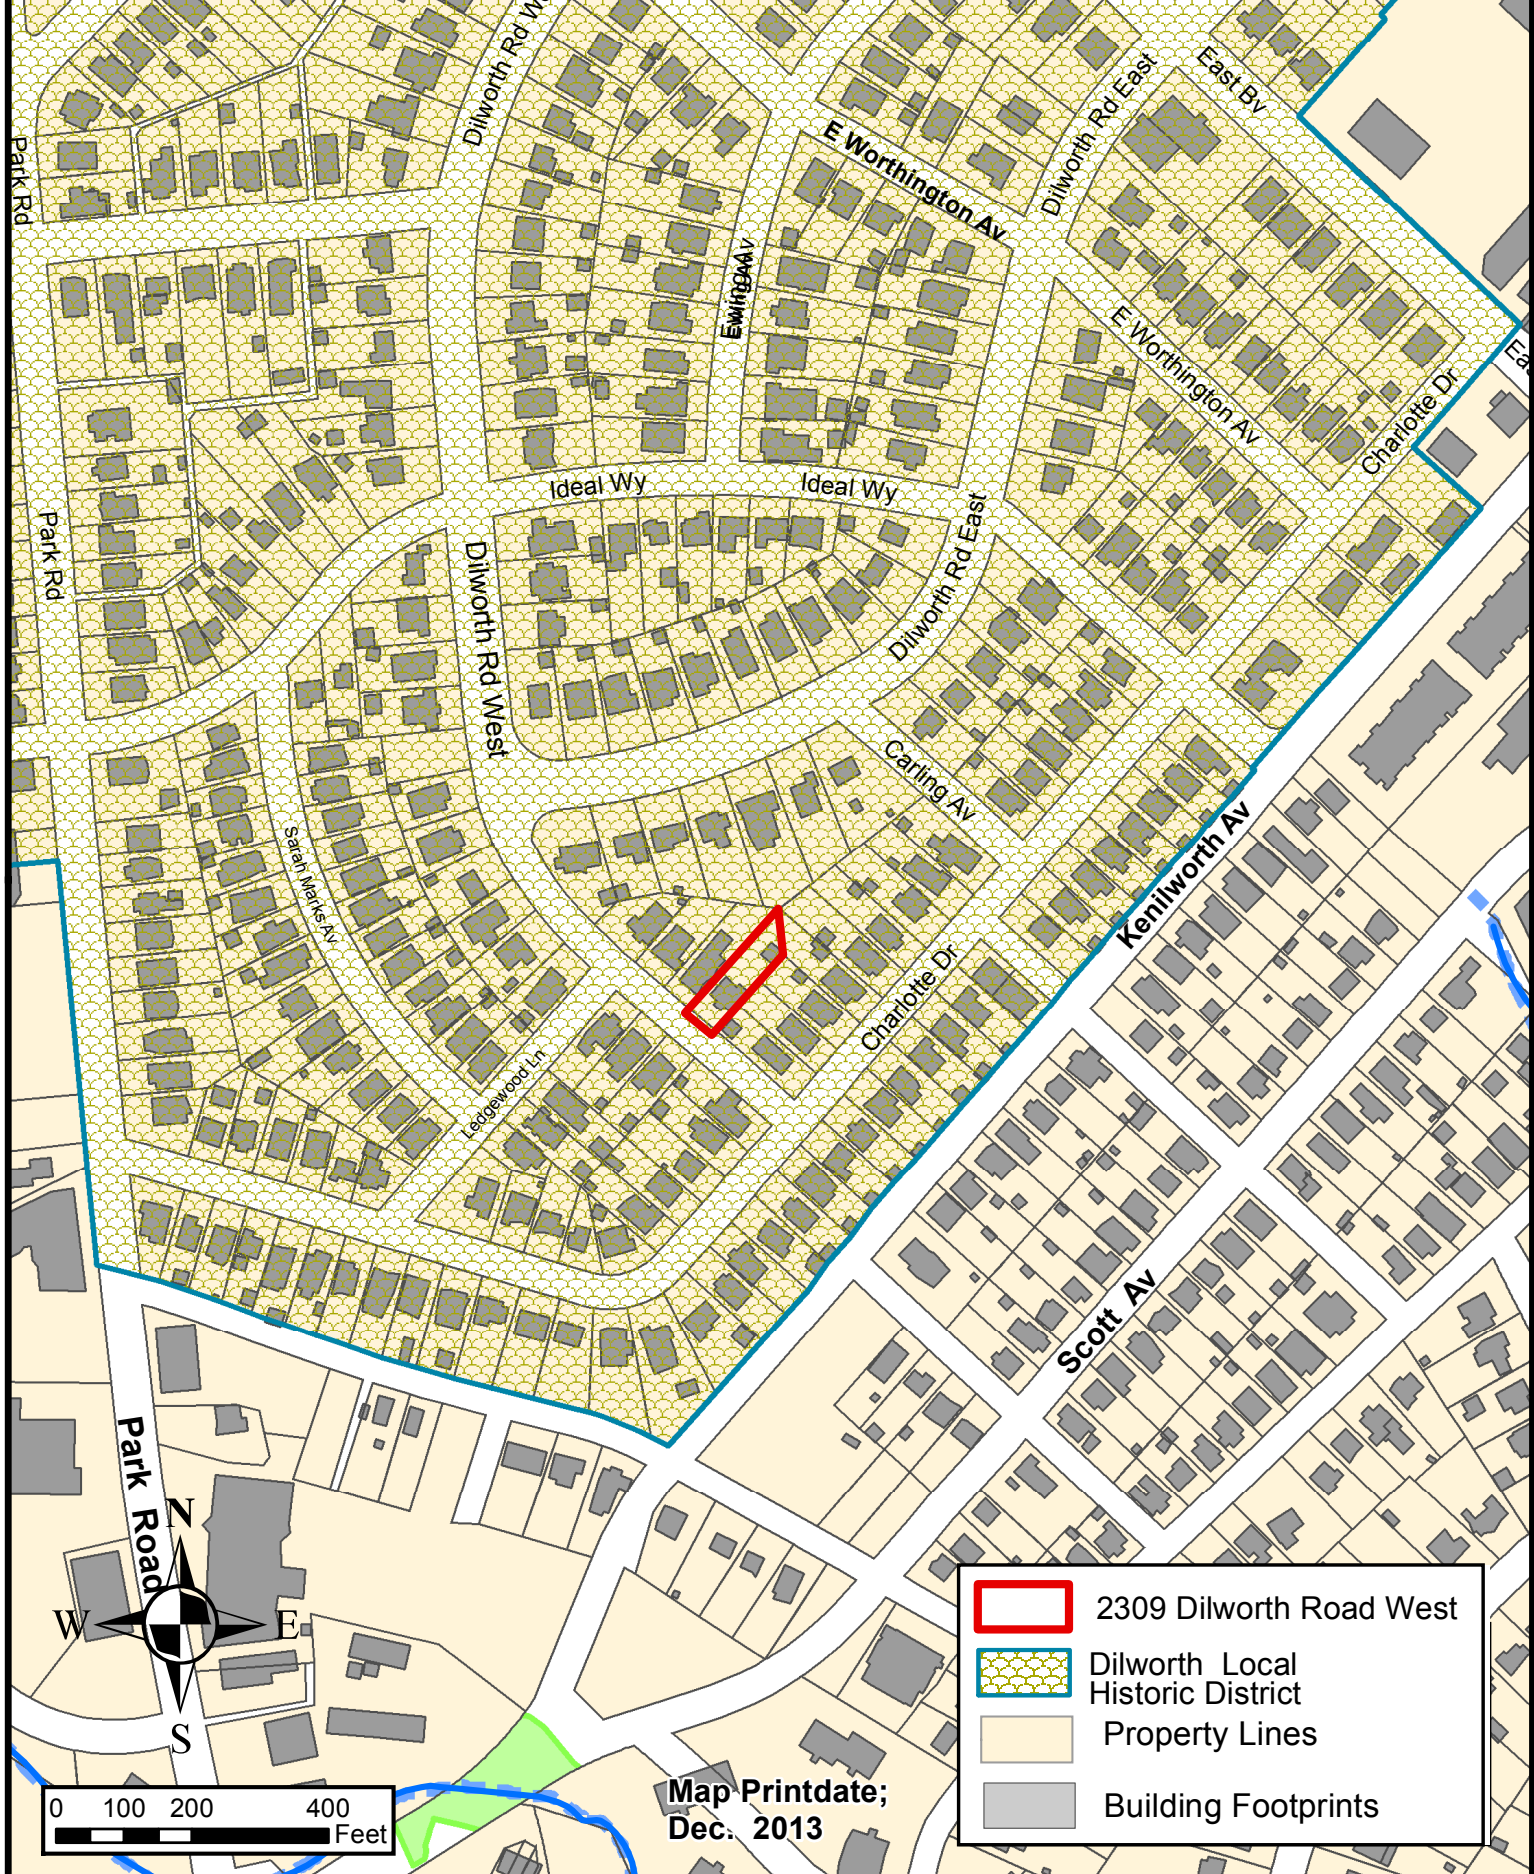 Dilworth Rd W
East Bv
Dilworth Rd East
Park Rd
E Worthington Av
Ewing Av
E Worthington Av
Charlotte Dr
Ideal Wy
Ideal Wy
Park Rd
Dilworth Rd West
Dilworth Rd East
Carling Av
Sarah Marks Av
Kenilworth Av
Charlotte Dr
Ledgewood Ln
Scott Av
Park Road
N
W
E
S
0 100 200 400
Feet
Map Printdate;
Dec. 2013
2309 Dilworth Road West
Dilworth Local
Historic District
Property Lines
Building Footprints